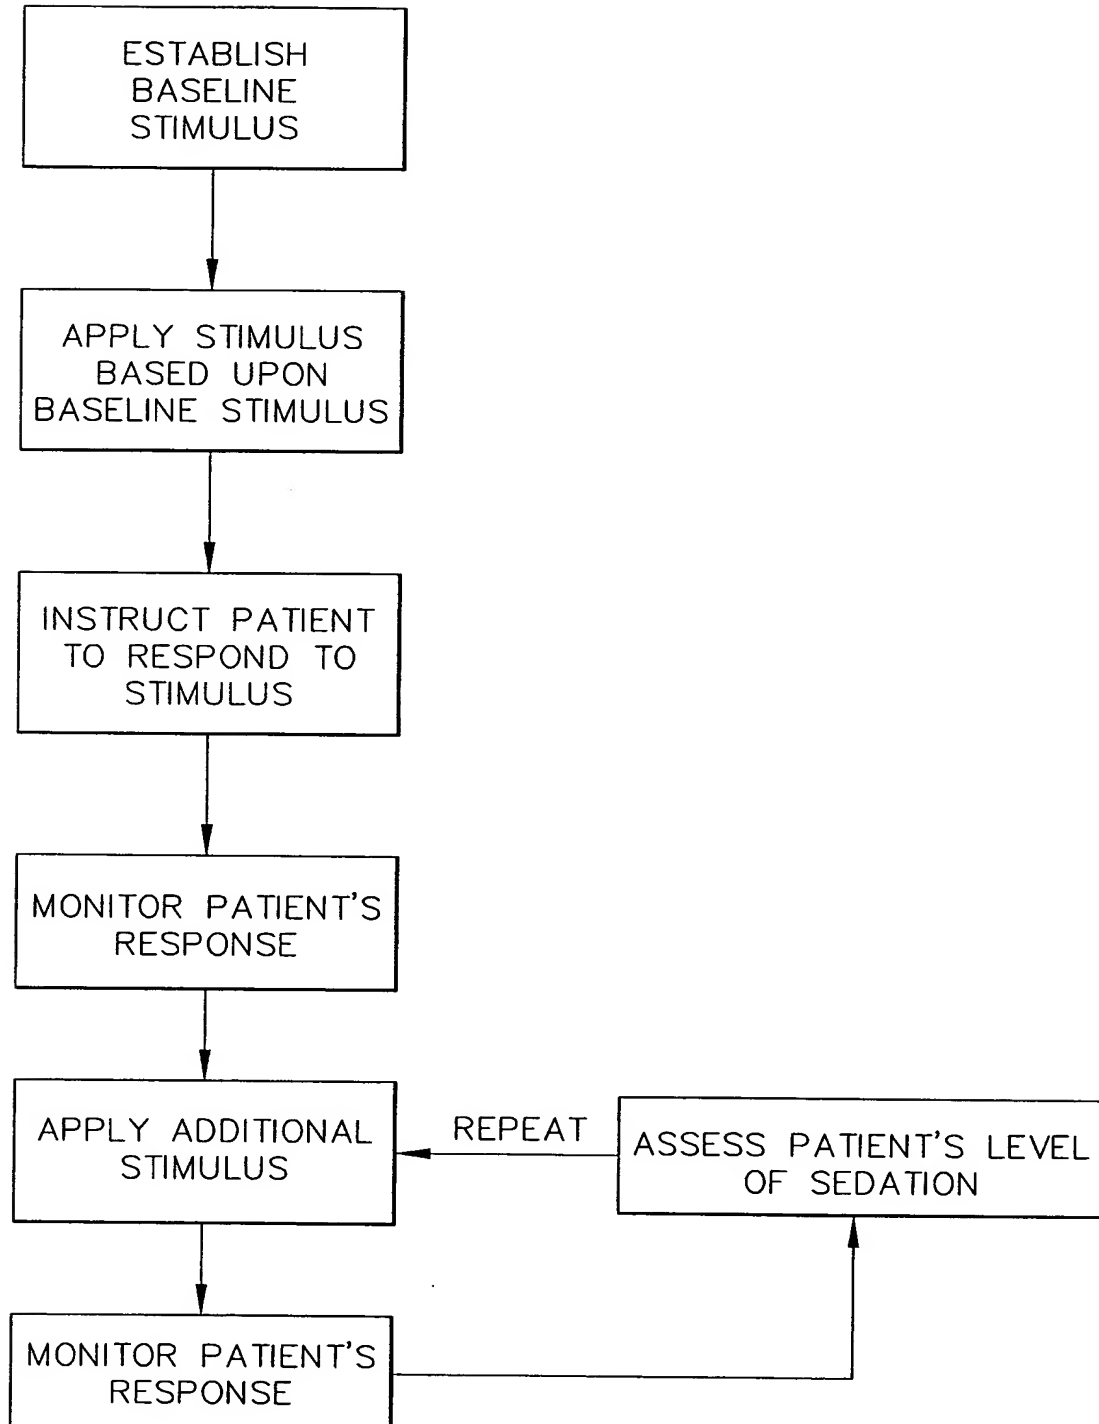 ESTABLISH
BASELINE
STIMULUS
APPLY STIMULUS
BASED UPON
BASELINE STIMULUS
INSTRUCT PATIENT
TO RESPOND TO
STIMULUS
MONITOR PATIENT'S
RESPONSE
APPLY ADDITIONAL
STIMULUS
REPEAT
ASSESS PATIENT'S LEVEL
OF SEDATION
MONITOR PATIENT'S
RESPONSE